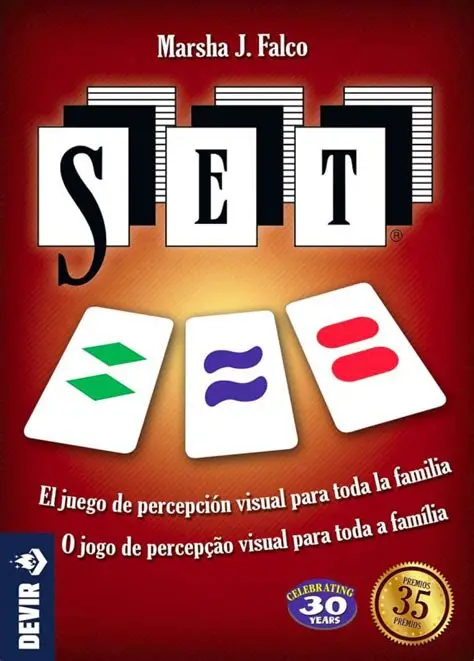 Marsha J. Falco
SET®
El juego de percepción visual para toda la familia
O jogo de percepção visual para toda a família
DEVIR
CELEBRATING
30
YEARS
PREMIOS
35
PRÊMIOS